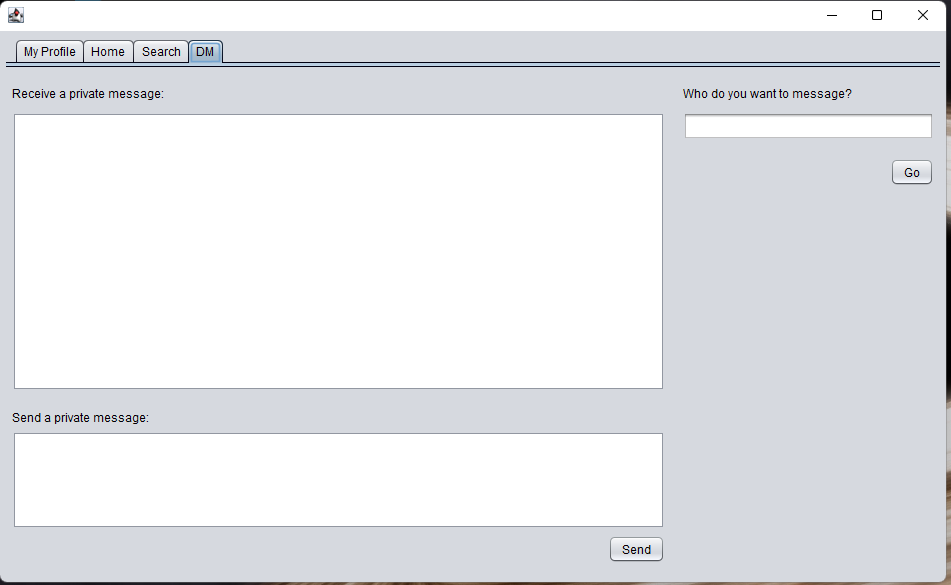 My Profile Home Search DM
Receive a private message:
Who do you want to message?
Go
Send a private message:
Send